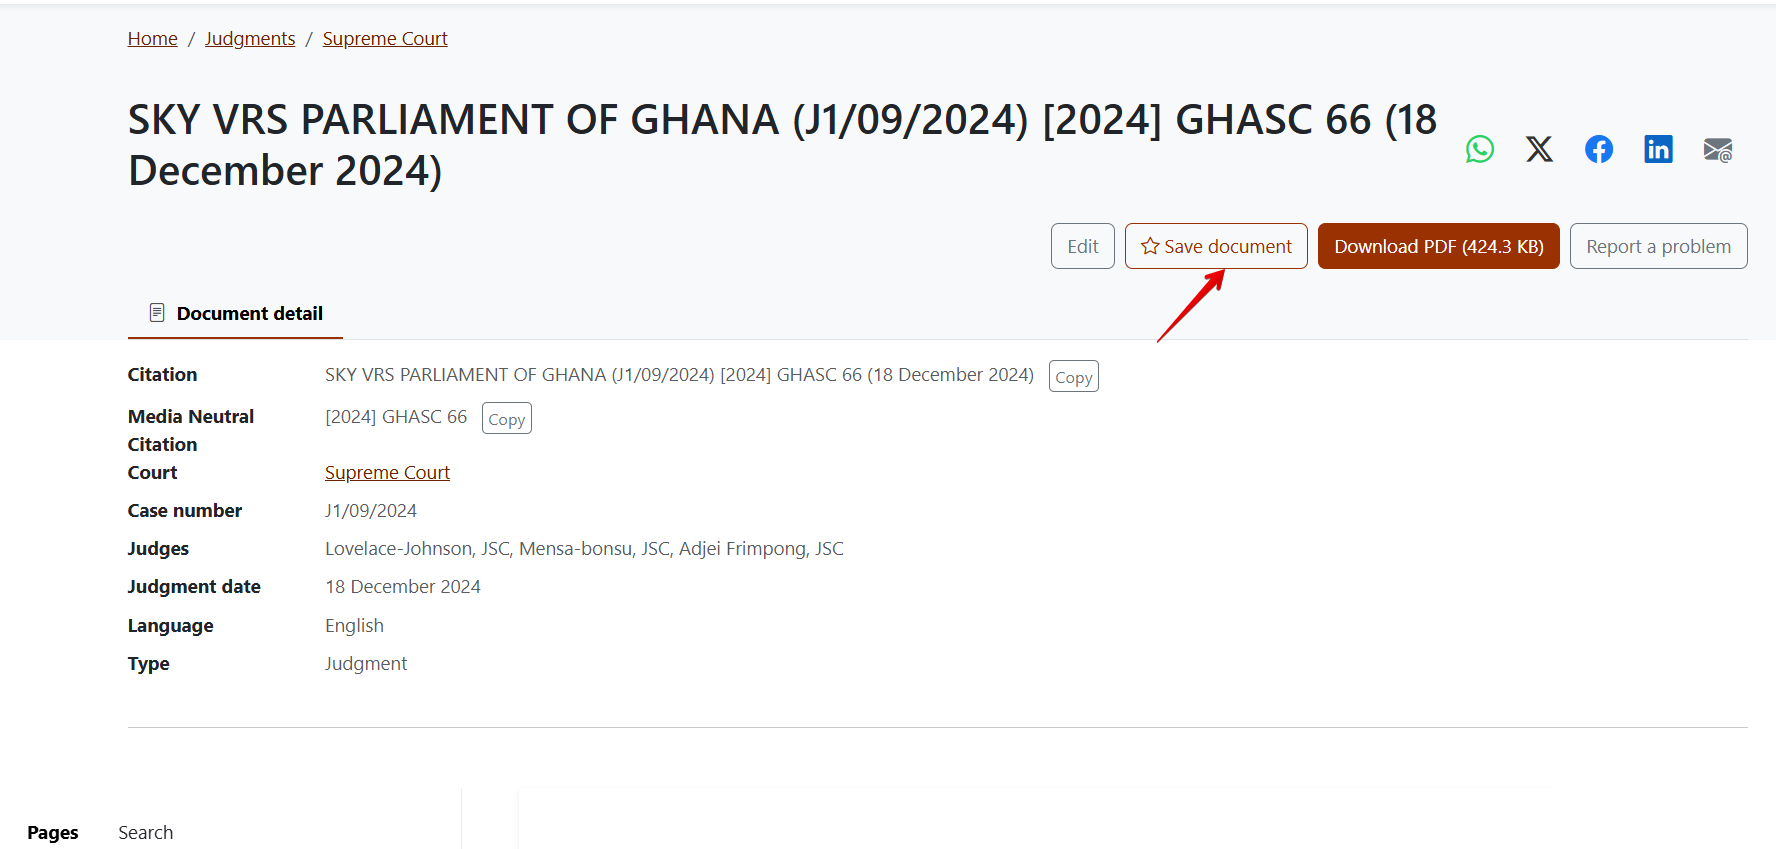 Home / Judgments / Supreme Court
SKY VRS PARLIAMENT OF GHANA (J1/09/2024) [2024] GHASC 66 (18
December 2024)
Edit Save document Download PDF (424.3 KB) Report a problem
Document detail
Citation SKY VRS PARLIAMENT OF GHANA (J1/09/2024) [2024] GHASC 66 (18 December 2024) Copy
Media Neutral [2024] GHASC 66 Copy
Citation
Court Supreme Court
Case number J1/09/2024
Judges Lovelace-Johnson, JSC, Mensa-bonsu, JSC, Adjei Frimpong, JSC
Judgment date 18 December 2024
Language English
Type Judgment
Pages Search